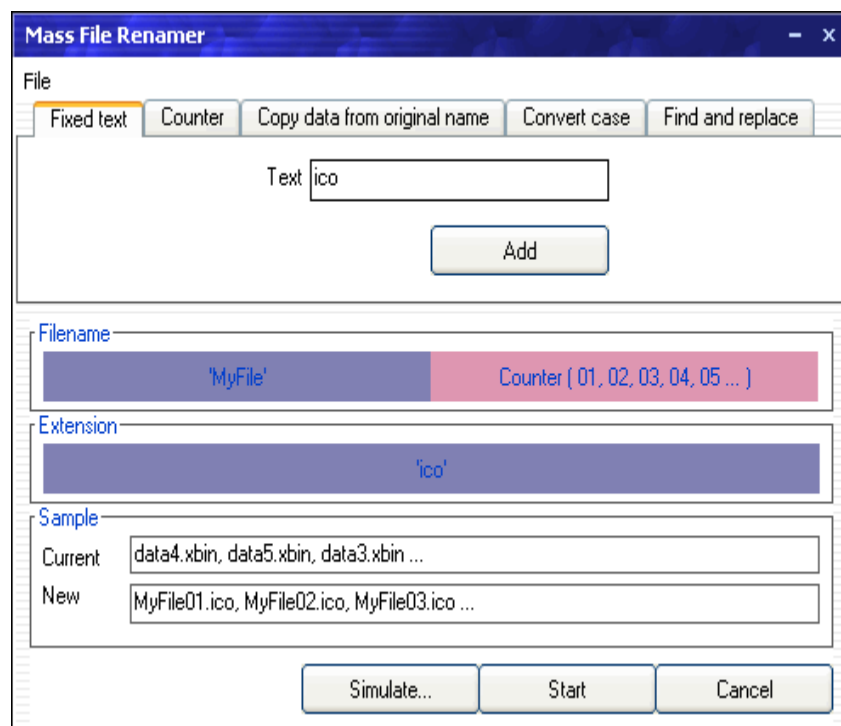 Mass File Renamer
File
Fixed text Counter Copy data from original name Convert case Find and replace
Text ico
Add
Filename
'MyFile' Counter ( 01, 02, 03, 04, 05 ... )
Extension
'ico'
Sample
Current data4.xbin, data5.xbin, data3.xbin ...
New MyFile01.ico, MyFile02.ico, MyFile03.ico ...
Simulate... Start Cancel